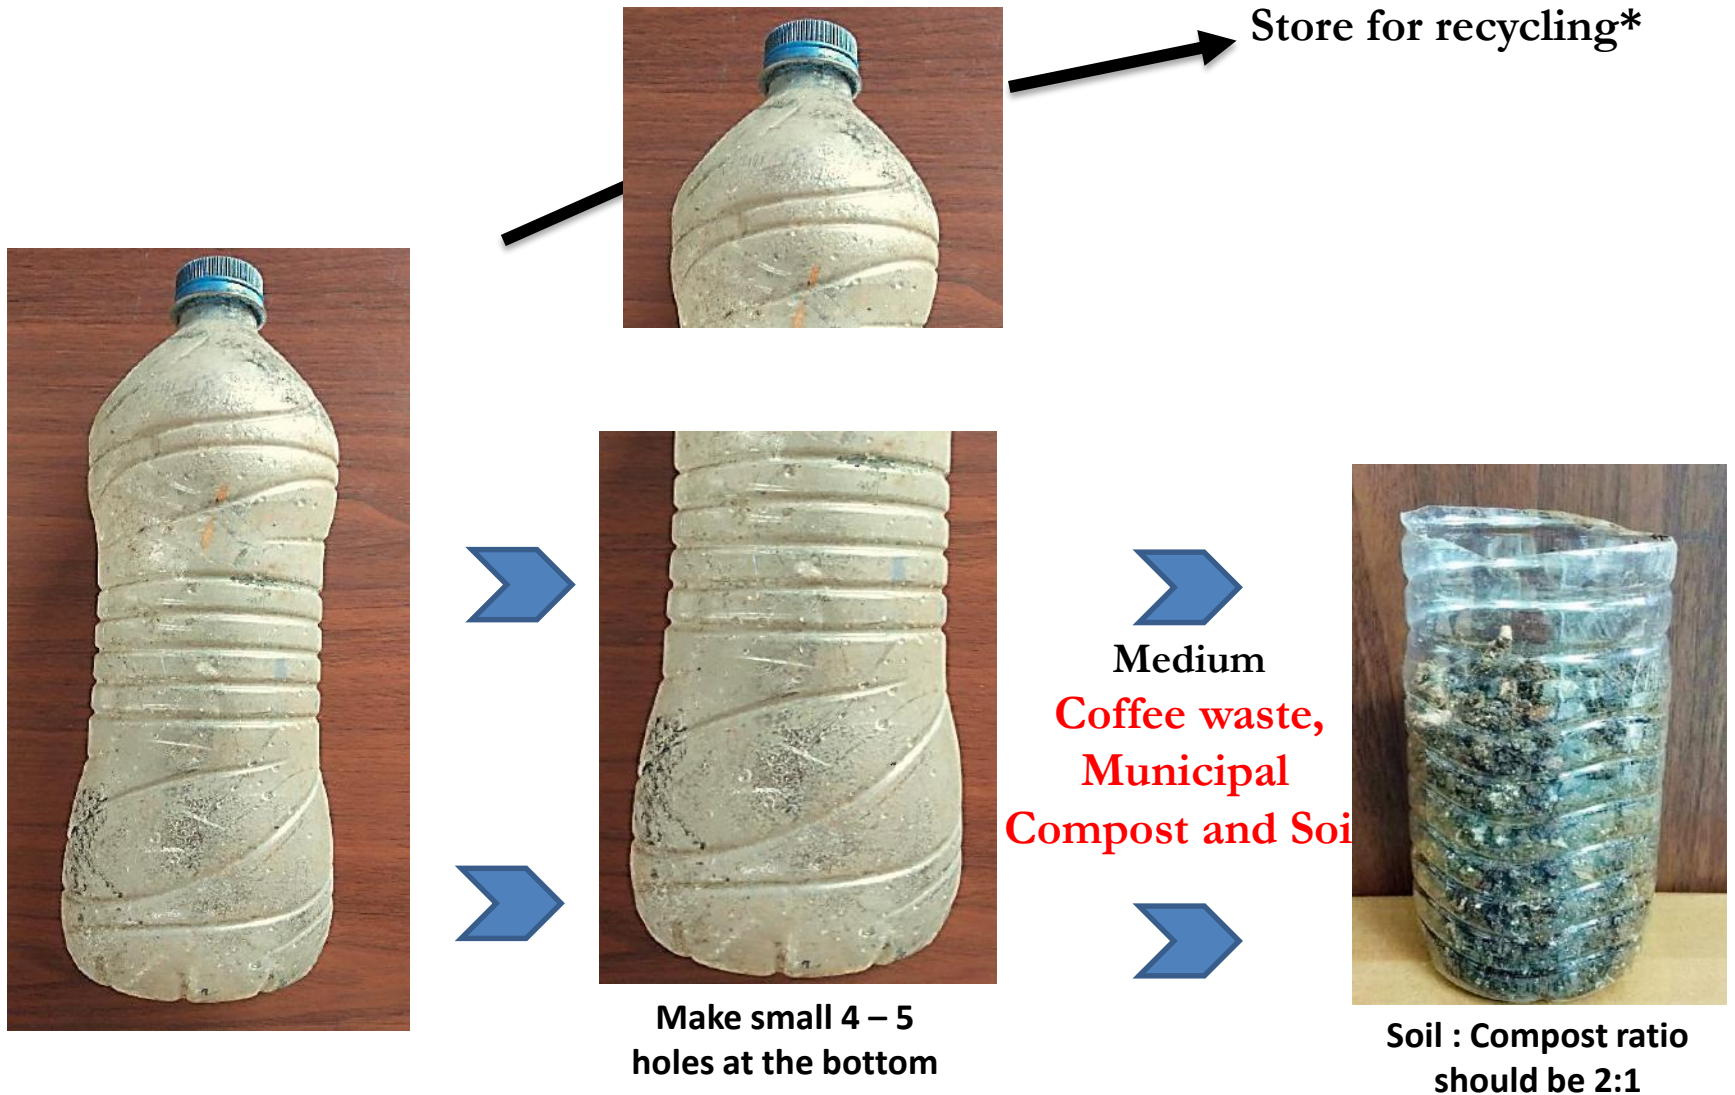 Store for recycling*
Medium
Coffee waste,
Municipal
Compost and Soi
Make small 4 – 5
holes at the bottom
Soil : Compost ratio
should be 2:1